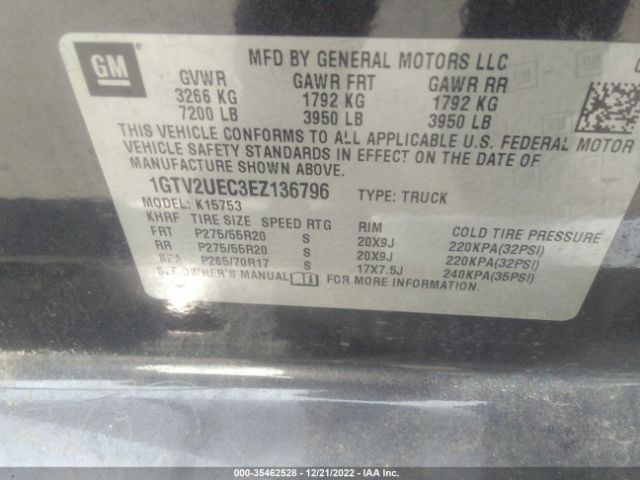 GM
MFD BY GENERAL MOTORS LLC
GVWR GAWR FRT GAWR RR
3266 KG 1792 KG 1792 KG
7200 LB 3950 LB 3950 LB
THIS VEHICLE CONFORMS TO ALL APPLICABLE U.S. FEDERAL MOTOR
VEHICLE SAFETY STANDARDS IN EFFECT ON THE DATE OF
MANUFACTURE SHOWN ABOVE.
1GTV2UEC3EZ136796 TYPE: TRUCK
MODEL: K15753
KHRF TIRE SIZE SPEED RTG RIM COLD TIRE PRESSURE
FRT P275/55R20 S 20X9J 220KPA(32PSI)
RR P275/55R20 S 20X9J 220KPA(32PSI)
SPA P265/70R17 S 17X7.5J 240KPA(35PSI)
SEE OWNER'S MANUAL FOR MORE INFORMATION.
000-35462528 - 12/21/2022 - IAA Inc.